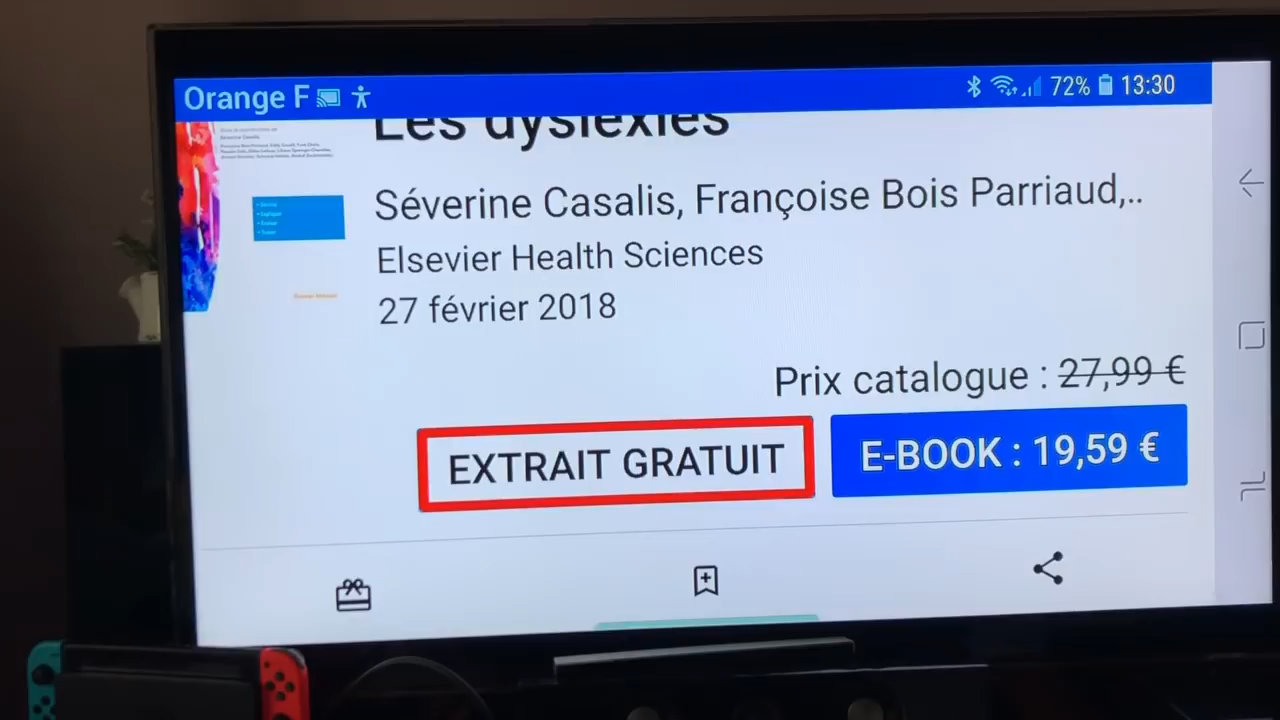 Orange F
72% 13:30
Les dyslexies
Séverine Casalis, Françoise Bois Parriaud,..
Elsevier Health Sciences
27 février 2018
Prix catalogue : 27,99 €
EXTRAIT GRATUIT
E-BOOK : 19,59 €